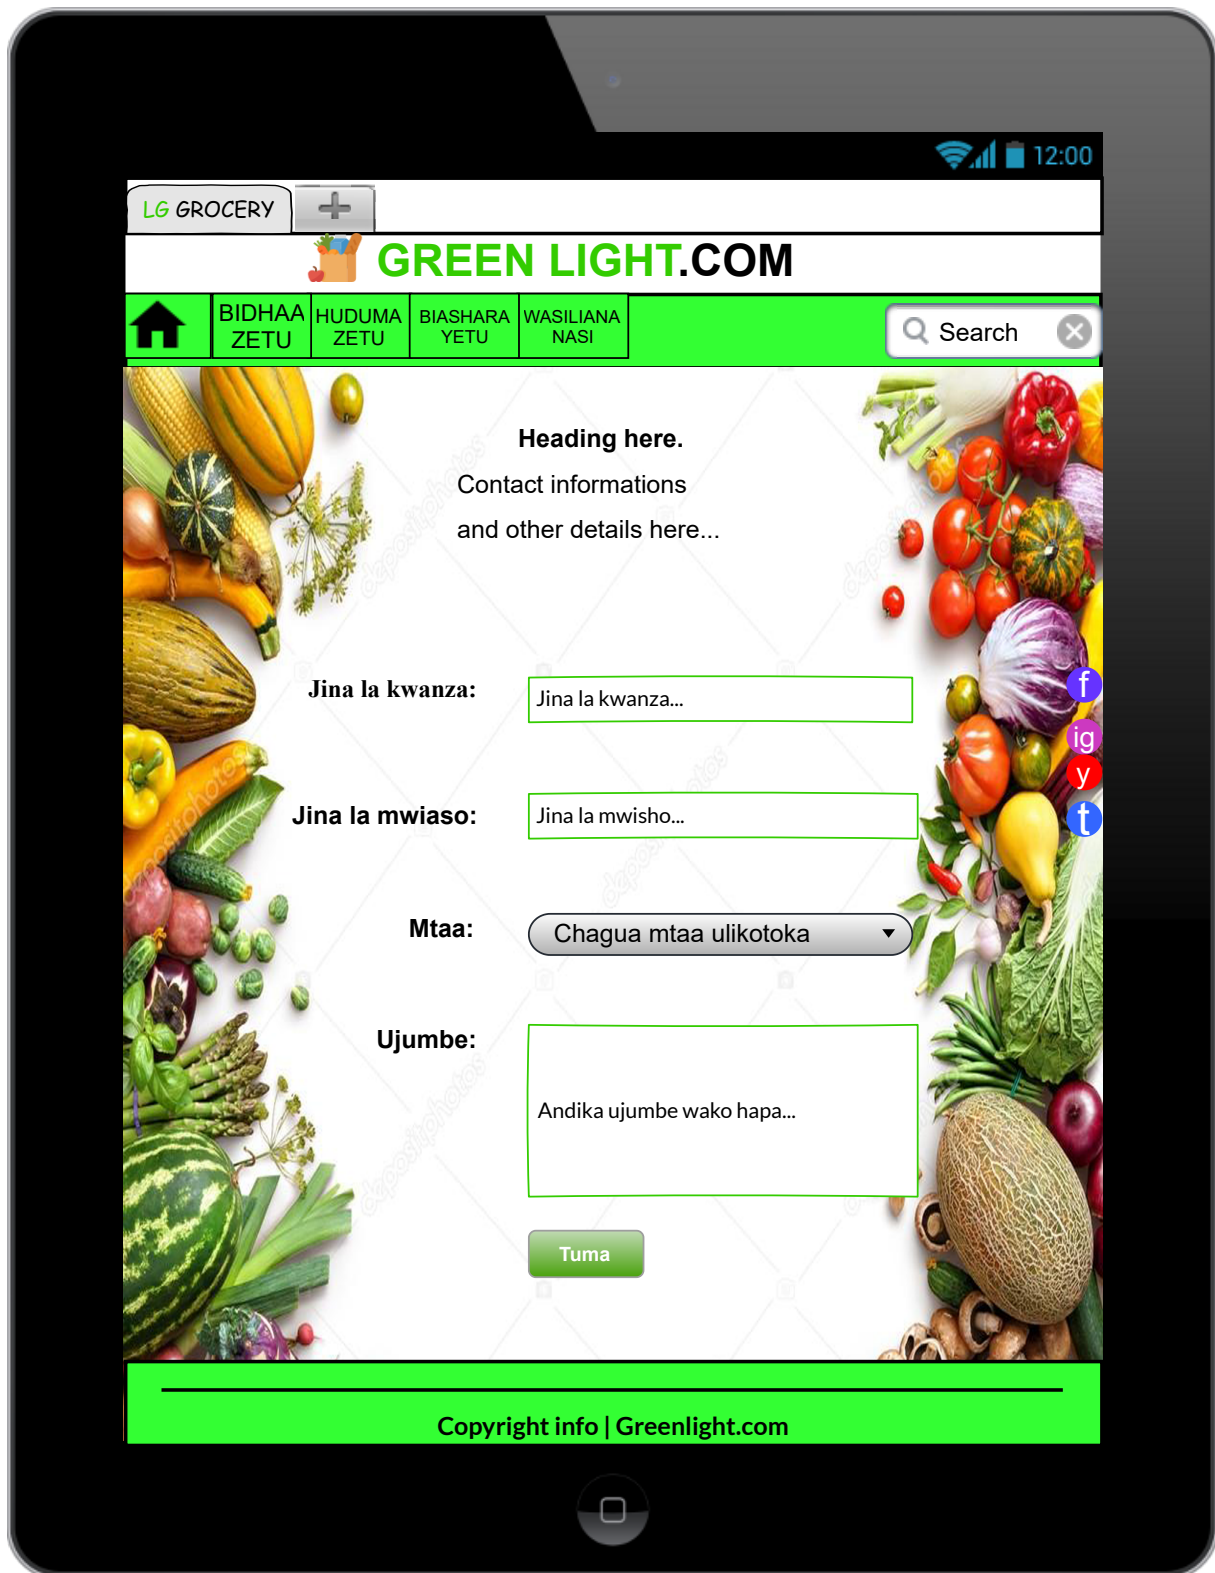 12:00
LG GROCERY
GREEN LIGHT.COM
BIDHAA
ZETU
HUDUMA
ZETU
BIASHARA
YETU
WASILIANA
NASI
Search
Heading here.
Contact informations
and other details here...
Jina la kwanza:
Jina la kwanza...
f
ig
y
t
Jina la mwiaso:
Jina la mwisho...
Mtaa:
Chagua mtaa ulikotoka
Ujumbe:
Andika ujumbe wako hapa...
Tuma
Copyright info | Greenlight.com
depositphotos